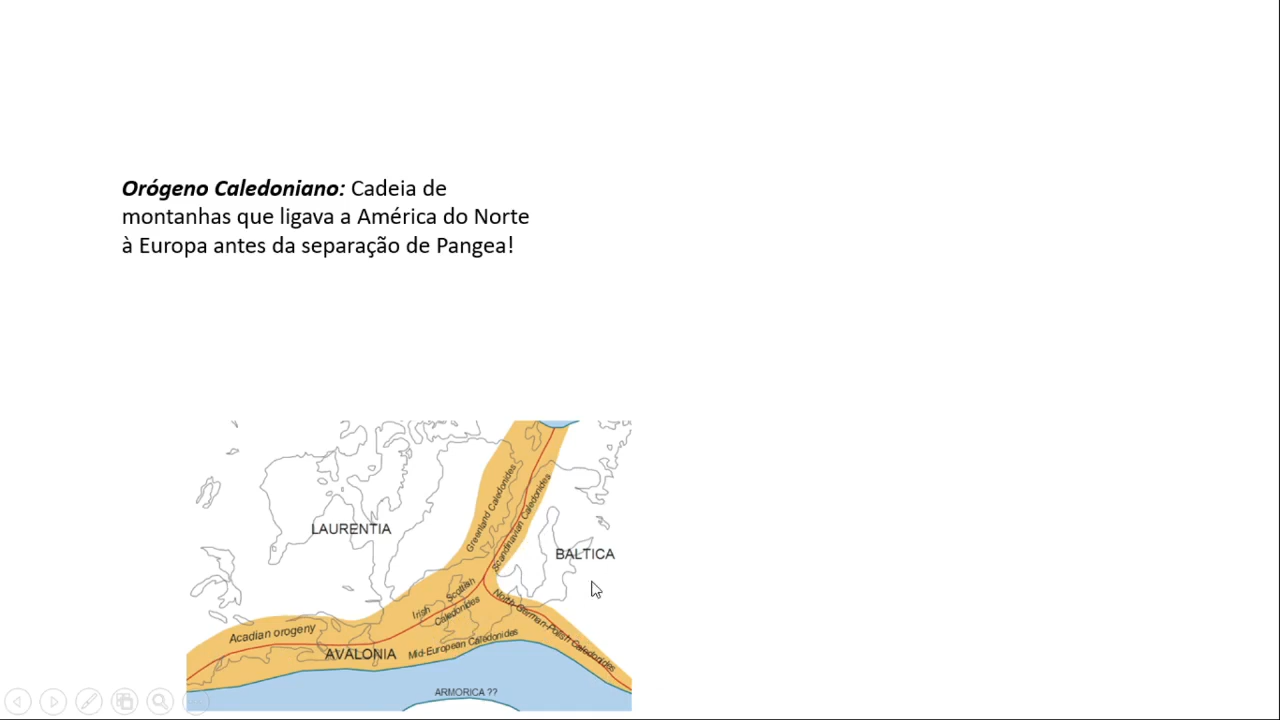 Orógeno Caledoniano: Cadeia de
montanhas que ligava a América do Norte
à Europa antes da separação de Pangea!
Greenland Caledonides
Scandinavian Caledonides
LAURENTIA
BALTICA
Scottish
Irish
Caledonides
North German-Polish Caledonides
Acadian orogeny
AVALONIA
Mid-European Caledonides
ARMORICA ??